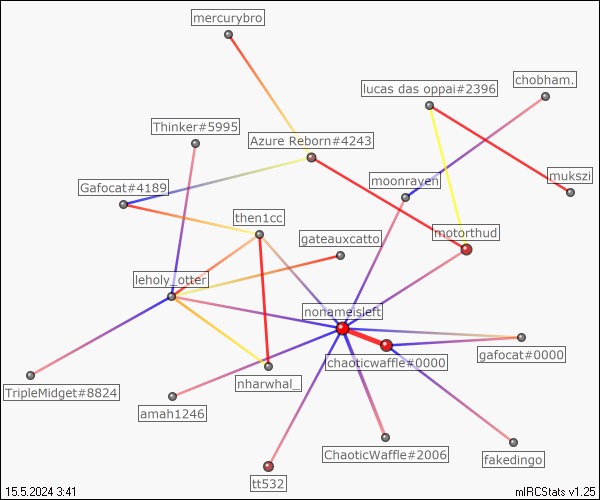 mercurybro
chobham.
lucas das oppai#2396
Thinker#5995
Azure Reborn#4243
moonraven
mukszi
Gafocat#4189
then1cc
gateauxcatto
motorthud
leholy_otter
nonameisleft
chaoticwaffle#0000
gafocat#0000
nharwhal_
TripleMidget#8824
amah1246
ChaoticWaffle#2006
fakedingo
tt532
15.5.2024 3:41
mIRCStats v1.25